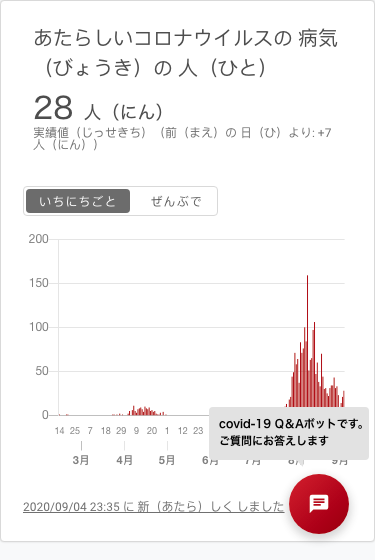 あたらしいコロナウイルスの 病気
（びょうき）の 人（ひと）
28 人（にん）
実績値（じっせきち）（前（まえ）の 日（ひ）より: +7
人（にん））
いちにちごと ぜんぶで
200
150
100
50
0
14 25 7 18 29 9 20 1 12 23
3月 4月 5月 6月 7月 8月 9月
covid-19 Q&Aボットです。
ご質問にお答えします
2020/09/04 23:35 に 新（あたら）しく しました